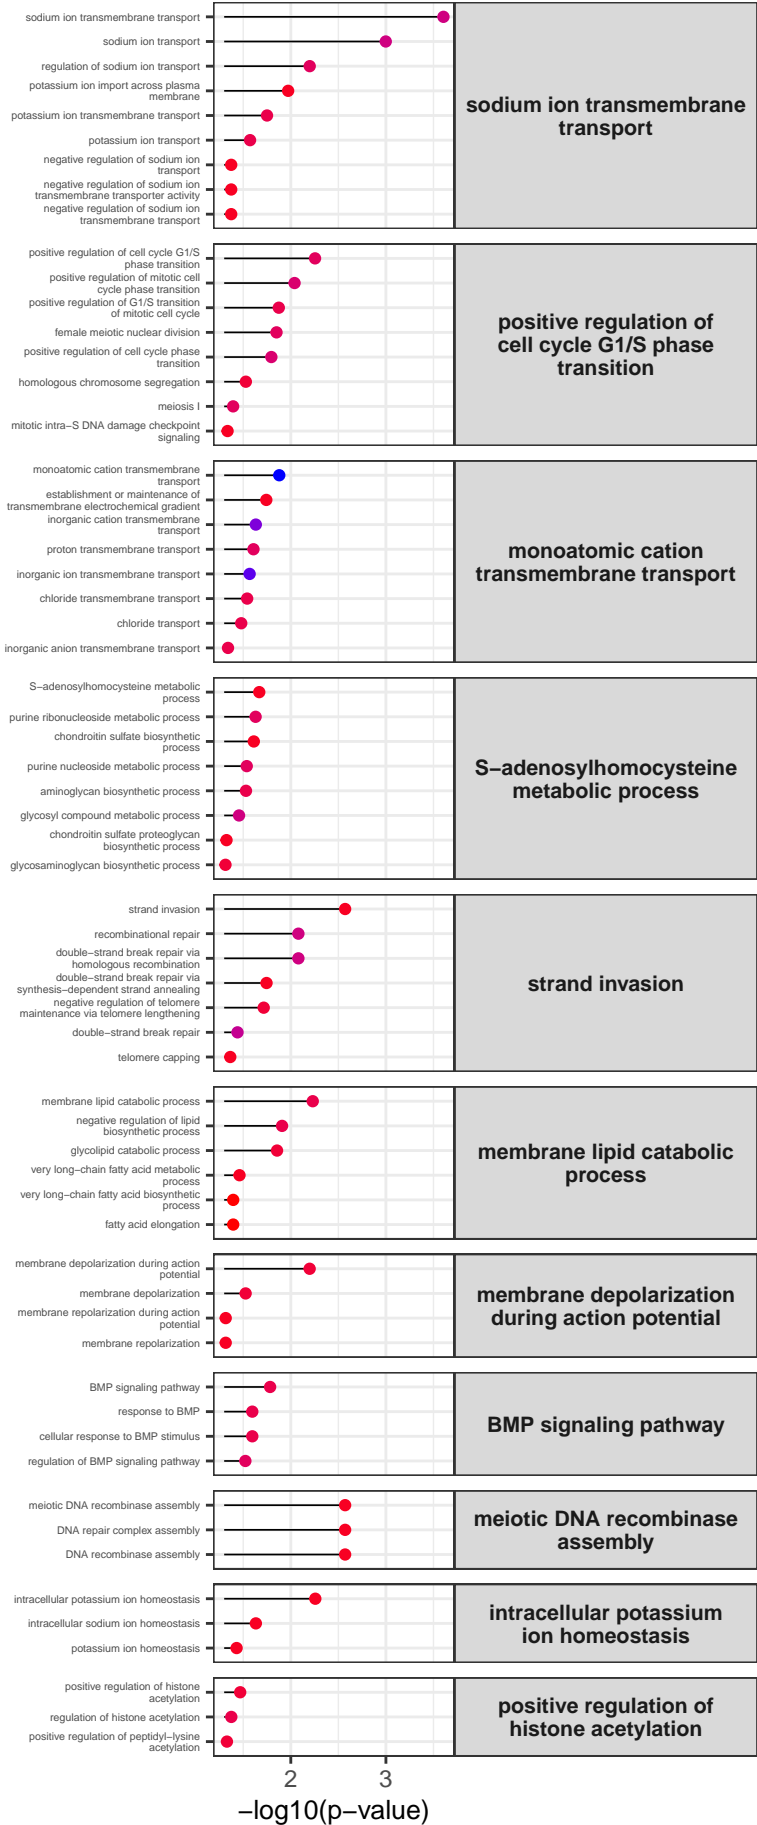 sodium ion transmembrane transport
sodium ion transport
regulation of sodium ion transport
potassium ion import across plasma
membrane
potassium ion transmembrane transport
potassium ion transport
negative regulation of sodium ion
transport
negative regulation of sodium ion
transmembrane transporter activity
negative regulation of sodium ion
transmembrane transport
sodium ion transmembrane
transport
positive regulation of cell cycle G1/S
phase transition
positive regulation of mitotic cell
cycle phase transition
positive regulation of G1/S transition
of mitotic cell cycle
female meiotic nuclear division
positive regulation of cell cycle phase
transition
homologous chromosome segregation
meiosis I
mitotic intra−S DNA damage checkpoint
signaling
positive regulation of
cell cycle G1/S phase
transition
monoatomic cation transmembrane
transport
establishment or maintenance of
transmembrane electrochemical gradient
inorganic cation transmembrane
transport
proton transmembrane transport
inorganic ion transmembrane transport
chloride transmembrane transport
chloride transport
inorganic anion transmembrane transport
monoatomic cation
transmembrane transport
S−adenosylhomocysteine metabolic
process
purine ribonucleoside metabolic process
chondroitin sulfate biosynthetic
process
purine nucleoside metabolic process
aminoglycan biosynthetic process
glycosyl compound metabolic process
chondroitin sulfate proteoglycan
biosynthetic process
glycosaminoglycan biosynthetic process
S−adenosylhomocysteine
metabolic process
strand invasion
recombinational repair
double−strand break repair via
homologous recombination
double−strand break repair via
synthesis−dependent strand annealing
negative regulation of telomere
maintenance via telomere lengthening
double−strand break repair
telomere capping
strand invasion
membrane lipid catabolic process
negative regulation of lipid
biosynthetic process
glycolipid catabolic process
very long−chain fatty acid metabolic
process
very long−chain fatty acid biosynthetic
process
fatty acid elongation
membrane lipid catabolic
process
membrane depolarization during action
potential
membrane depolarization
membrane repolarization during action
potential
membrane repolarization
membrane depolarization
during action potential
BMP signaling pathway
response to BMP
cellular response to BMP stimulus
regulation of BMP signaling pathway
BMP signaling pathway
meiotic DNA recombinase assembly
DNA repair complex assembly
DNA recombinase assembly
meiotic DNA recombinase
assembly
intracellular potassium ion homeostasis
intracellular sodium ion homeostasis
potassium ion homeostasis
intracellular potassium
ion homeostasis
positive regulation of histone
acetylation
regulation of histone acetylation
positive regulation of peptidyl−lysine
acetylation
positive regulation of
histone acetylation
2 3
−log10(p−value)